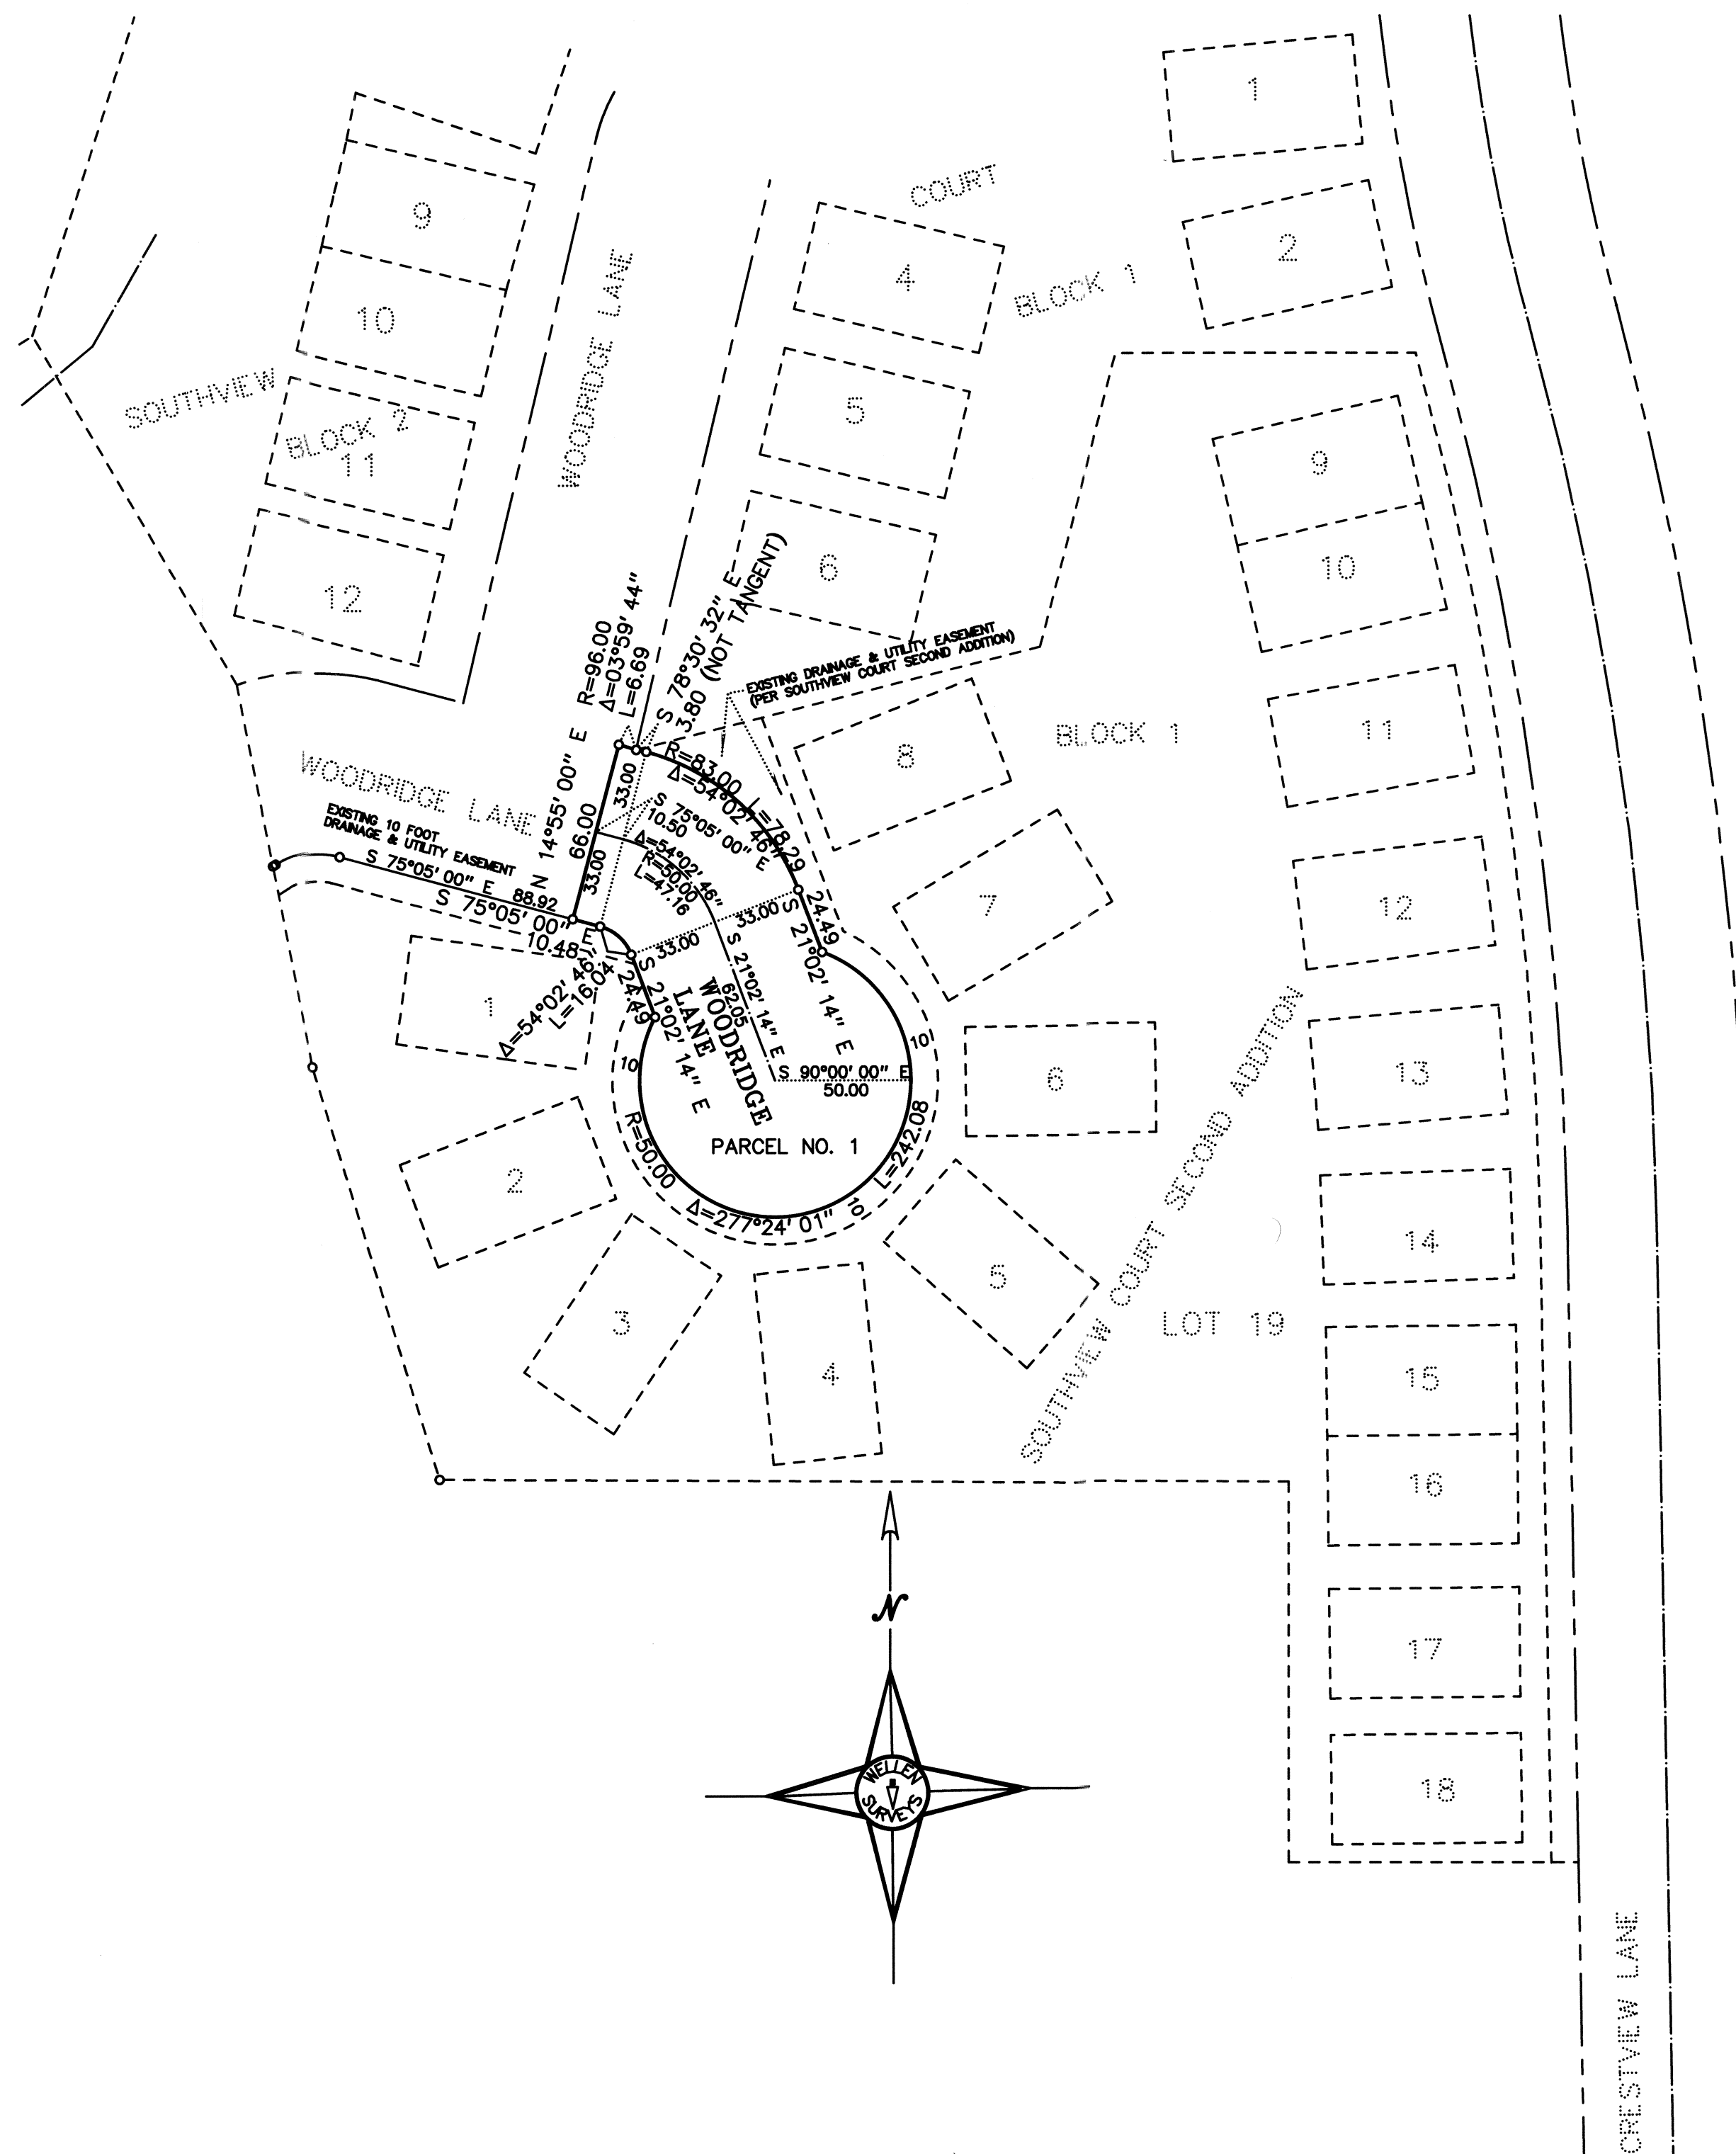 1
COURT
2
9
4
BLOCK 1
10
WOODRIDGE LANE
SOUTHVIEW
BLOCK 2
11
5
9
12
6
10
R=96.00
Δ=03°59' 44"
L=6.69
S 78°30' 32" E
3.80 (NOT TANGENT)
EXISTING DRAINAGE & UTILITY EASEMENT
(PER SOUTHVIEW COURT SECOND ADDITION)
8
BLOCK 1
11
WOODRIDGE LANE
EXISTING 10 FOOT
DRAINAGE & UTILITY EASEMENT
S 75°05' 00" E 88.92
N 14°55' 00" E
66.00
33.00
33.00
R=83.00
Δ=54°02' 46"
L=78.29
S 75°05' 00" E
10.50
Δ=54°02' 46"
R=50.00
L=47.16
S 75°05' 00" E
10.48
Δ=54°02' 46"
L=16.04
33.00
33.00
24.49
S 21°02' 14" E
24.49
S 21°02' 14" E
S 21°02' 14" E
62.05
WOODRIDGE
LANE
7
12
1
10
10
S 90°00' 00" E
50.00
6
13
PARCEL NO. 1
R=50.00
Δ=277°24' 01"
10
L=242.08
2
3
4
5
SOUTHVIEW COURT SECOND ADDITION
LOT 19
14
15
16
N
17
WELLEN
SURVEYS
18
CRESTVIEW LANE